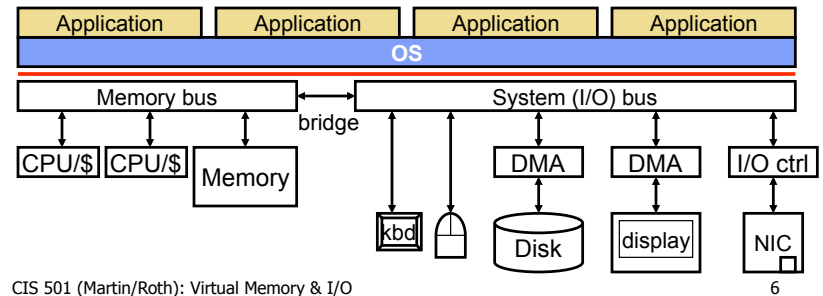 Application Application Application Application
OS
Memory bus System (I/O) bus
bridge
CPU/$ CPU/$ Memory DMA DMA I/O ctrl
kbd Disk display NIC
CIS 501 (Martin/Roth): Virtual Memory & I/O 6